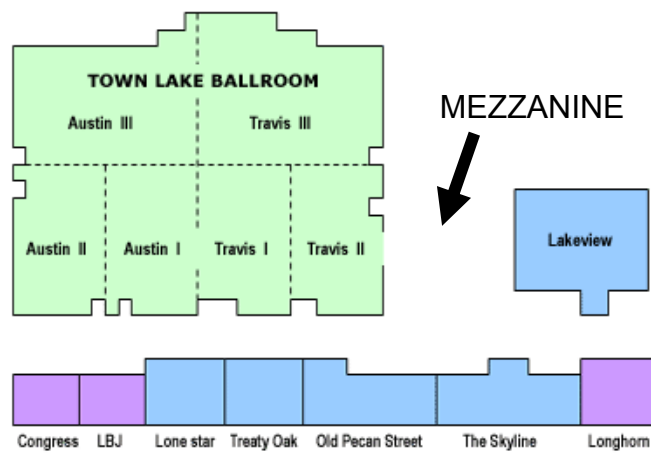 TOWN LAKE BALLROOM
MEZZANINE
Austin III
Travis III
Austin II
Austin I
Travis I
Travis II
Lakeview
Congress
LBJ
Lone star
Treaty Oak
Old Pecan Street
The Skyline
Longhorn